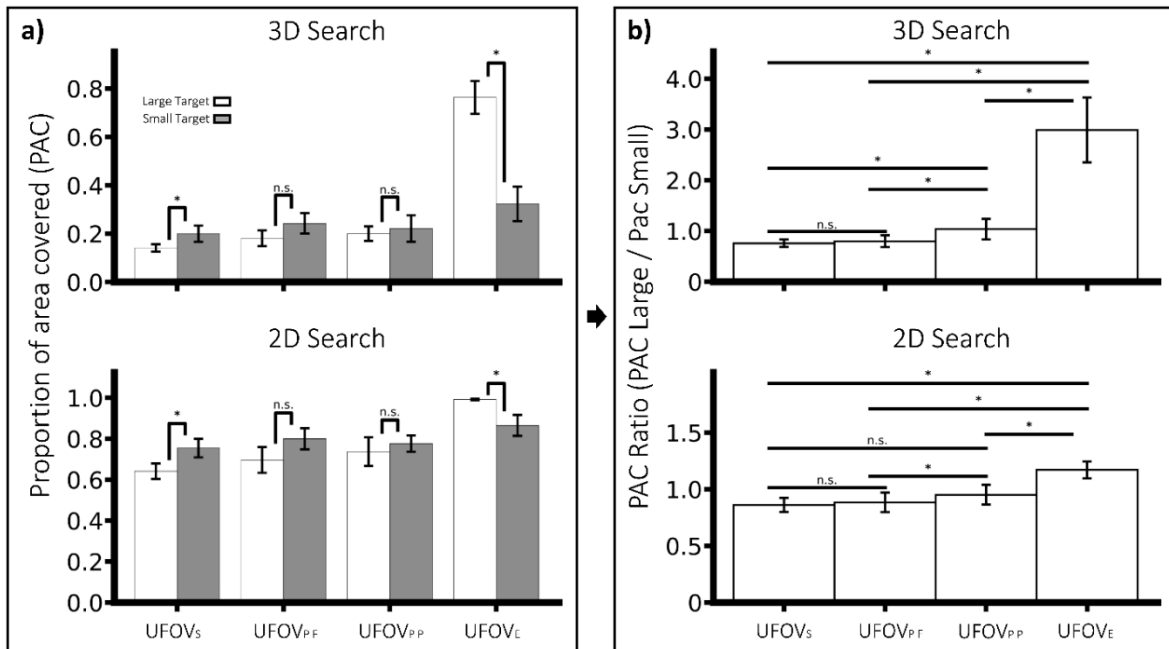 a)
3D Search
Proportion of area covered (PAC)
Large Target
Small Target
0.8
0.6
0.4
0.2
0.0
*
n.s.
n.s.
*
2D Search
1.0
0.8
0.6
0.4
0.2
0.0
*
n.s.
n.s.
*
UFOVS
UFOVPF
UFOVPP
UFOVE
b)
3D Search
PAC Ratio (PAC Large / Pac Small)
4.0
3.0
2.0
1.0
0
*
*
*
*
*
n.s.
2D Search
1.5
1.0
0.5
0
*
*
*
n.s.
*
n.s.
UFOVS
UFOVPF
UFOVPP
UFOVE